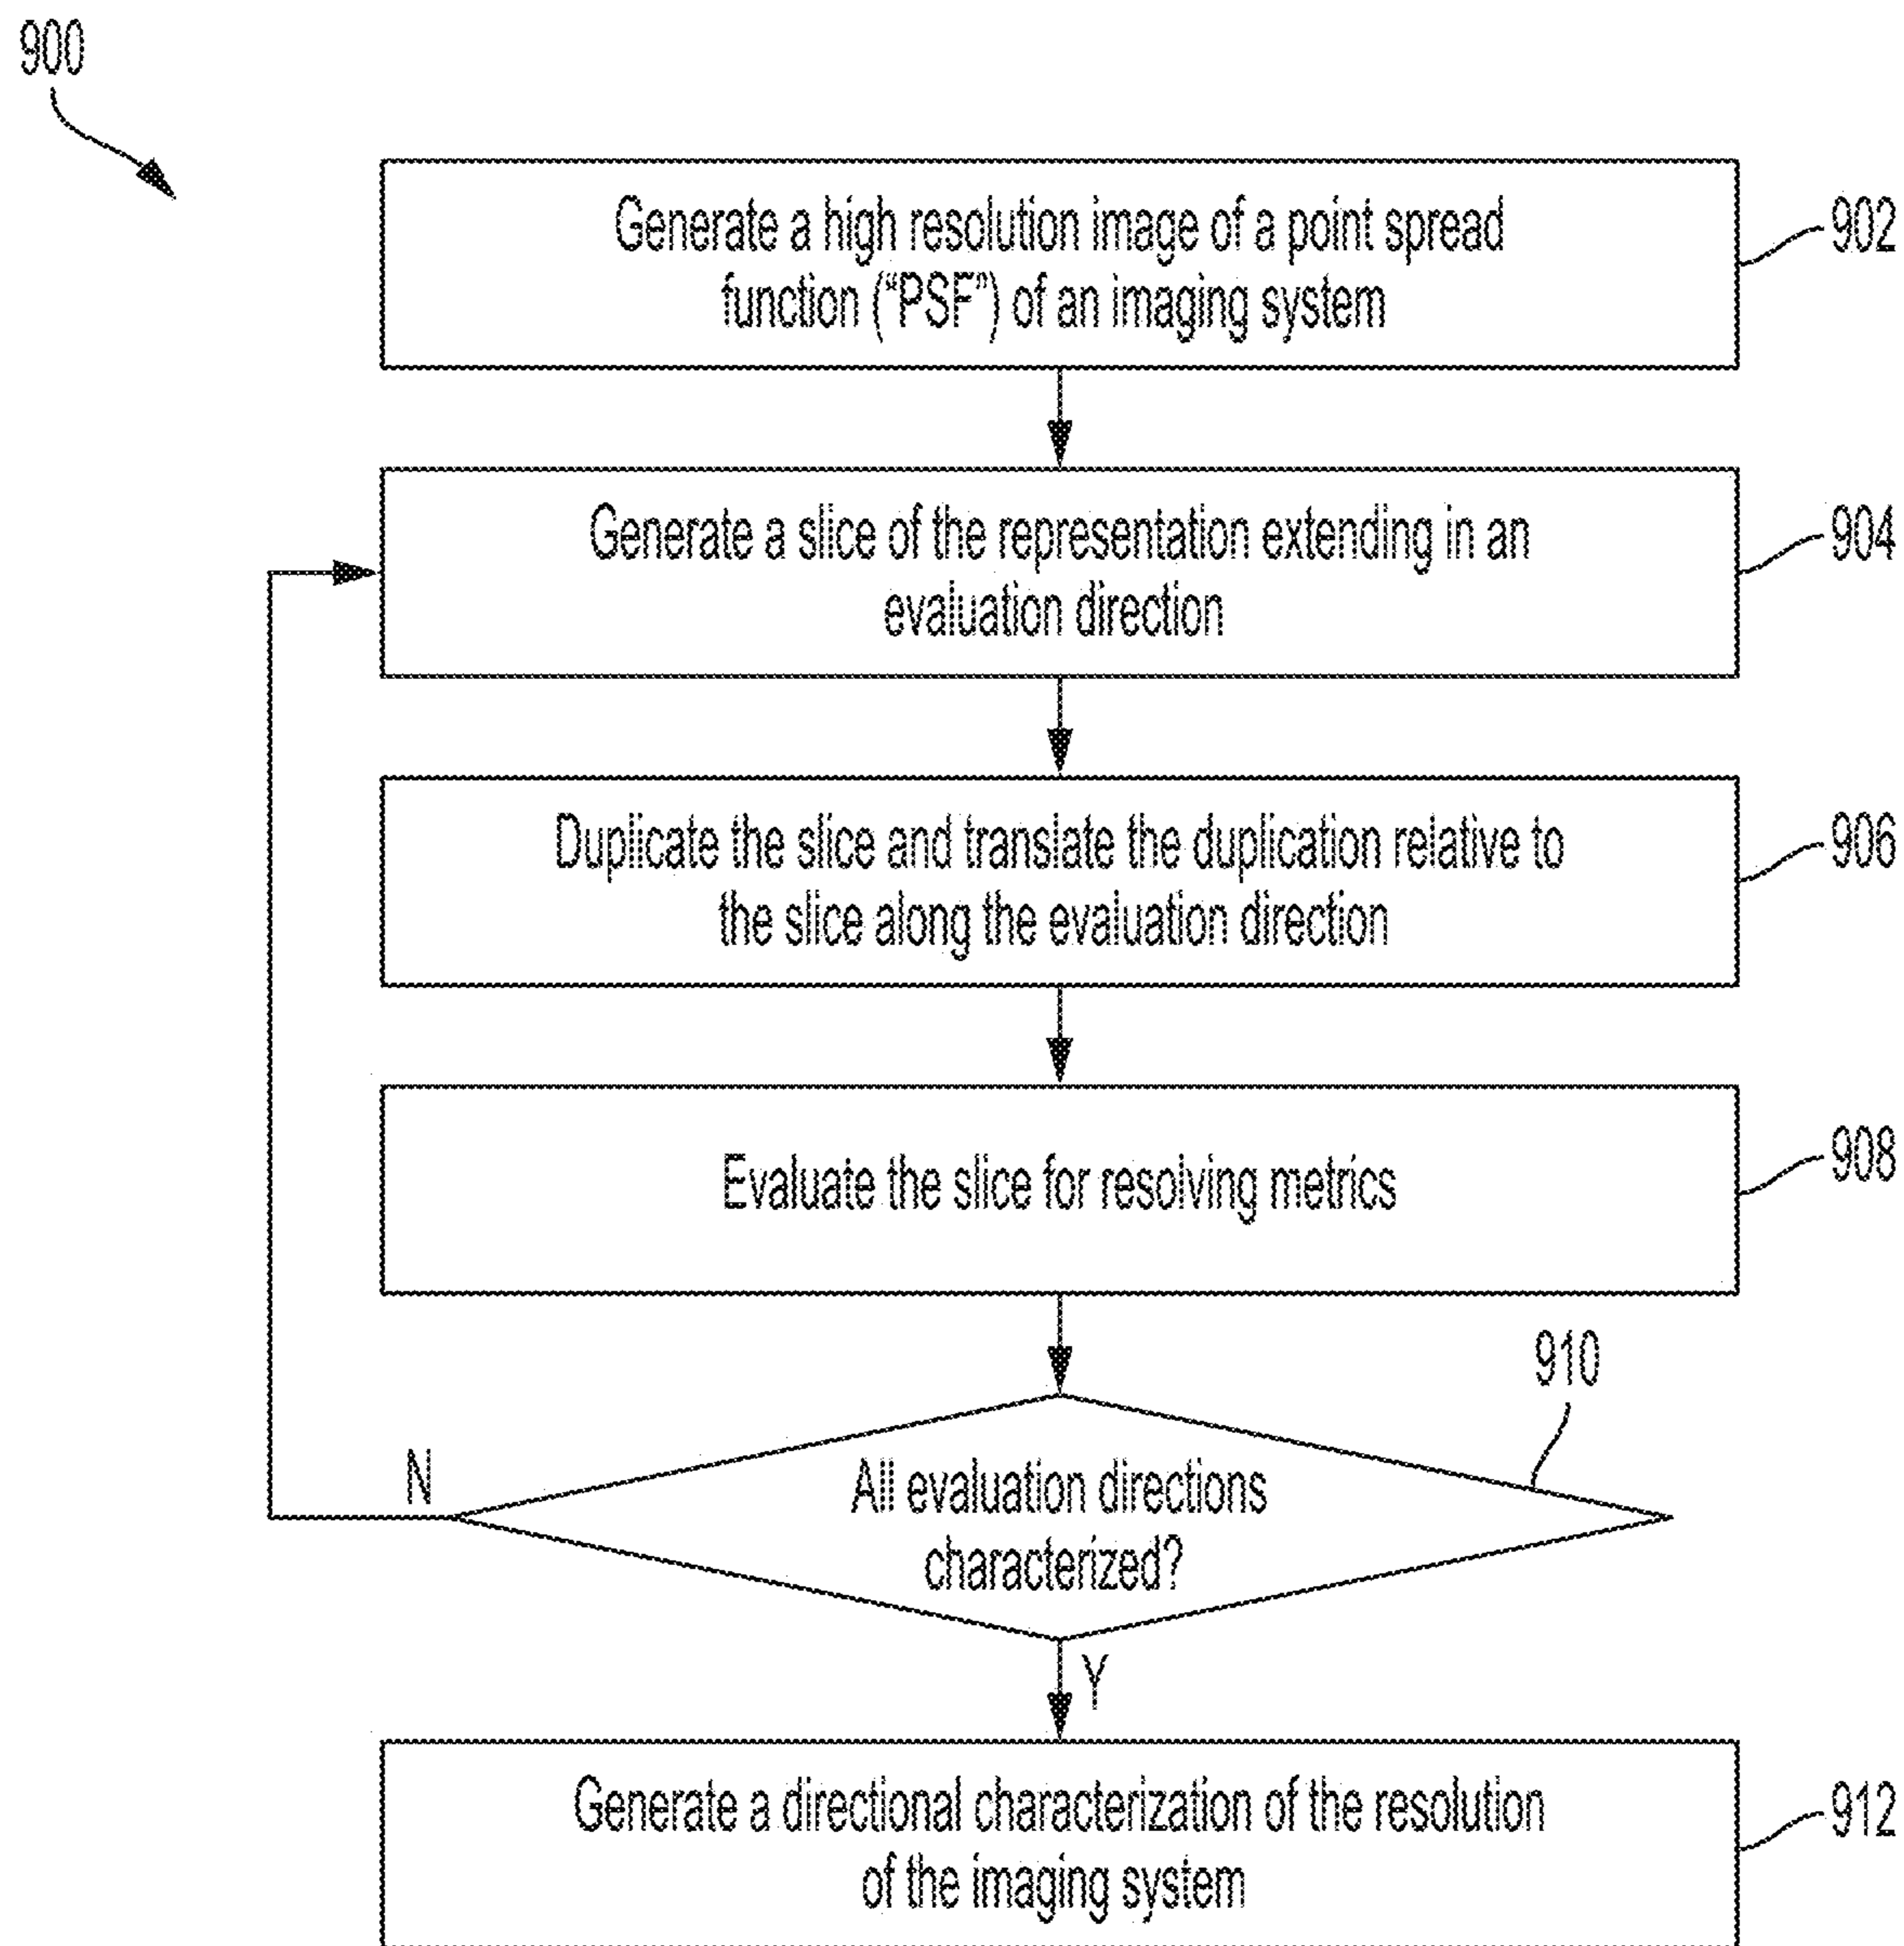 900
Generate a high resolution image of a point spread
function (“PSF”) of an imaging system
902
Generate a slice of the representation extending in an
evaluation direction
904
Duplicate the slice and translate the duplication relative to
the slice along the evaluation direction
906
Evaluate the slice for resolving metrics
908
910
N
All evaluation directions
characterized?
Y
Generate a directional characterization of the resolution
of the imaging system
912